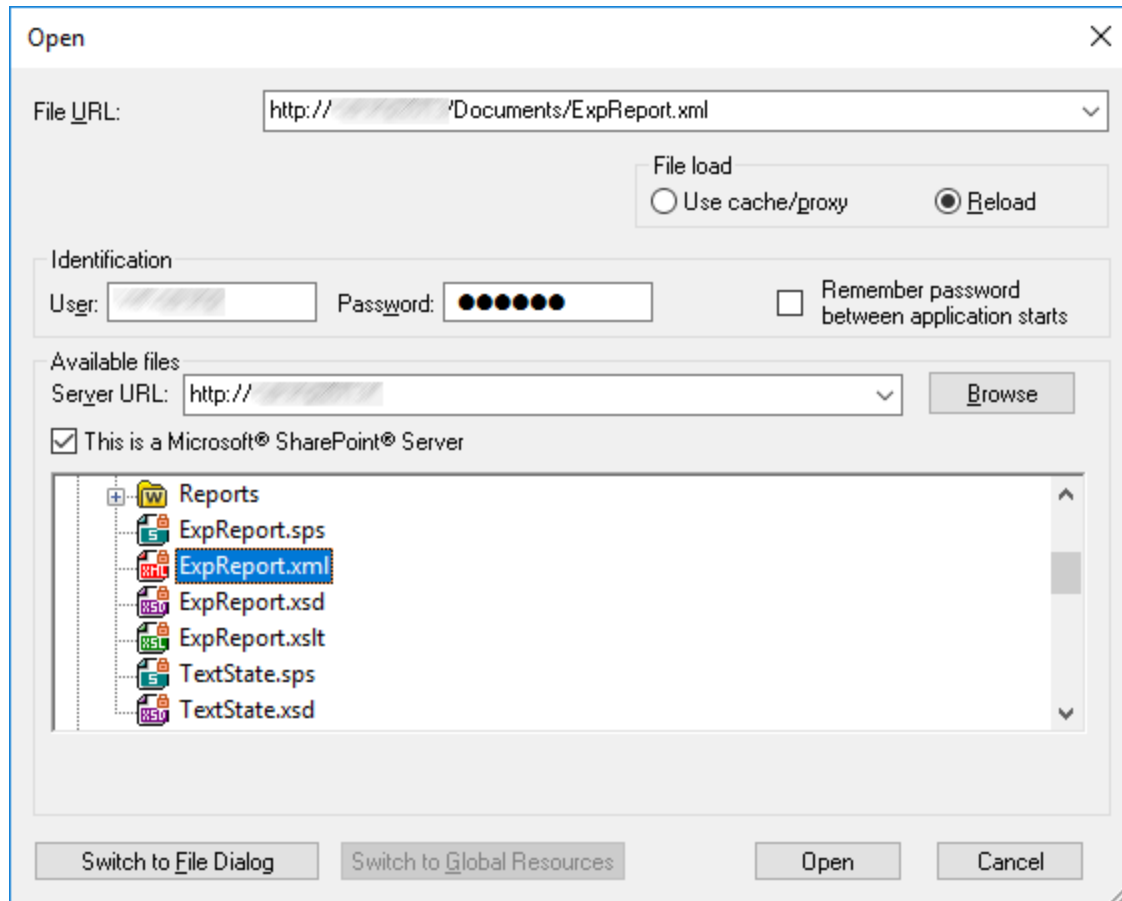 Open
File URL:
http:// /Documents/ExpReport.xml
File load
Use cache/proxy
Reload
Identification
User:
Password:
Remember password
between application starts
Available files
Server URL:
http://
Browse
This is a Microsoft® SharePoint® Server
Reports
ExpReport.sps
ExpReport.xml
ExpReport.xsd
ExpReport.xslt
TextState.sps
TextState.xsd
Switch to File Dialog
Switch to Global Resources
Open
Cancel